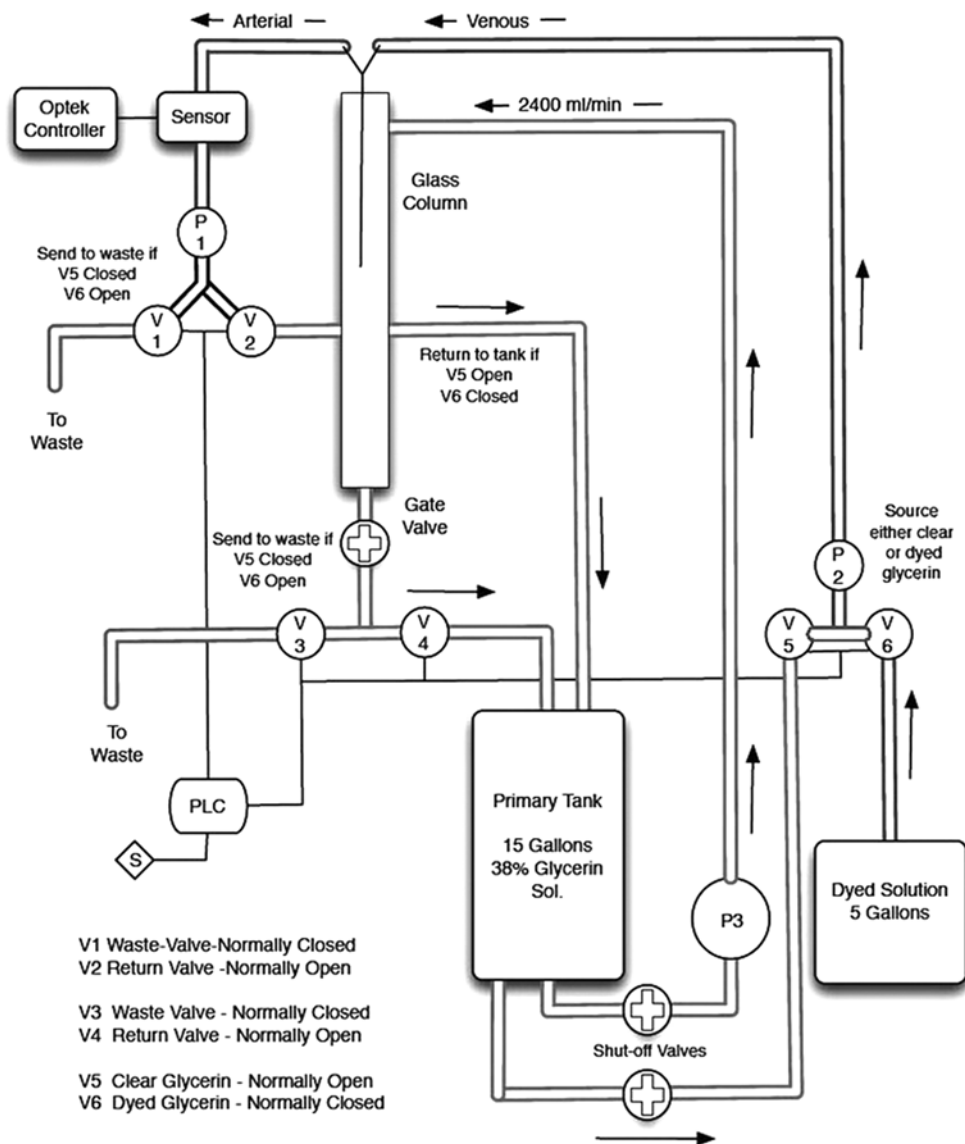 Arterial
Venous
Optek
Controller
Sensor
2400 ml/min
Glass
Column
P
1
Send to waste if
V5 Closed
V6 Open
V
1
V
2
Return to tank if
V5 Open
V6 Closed
To
Waste
Gate
Valve
Send to waste if
V5 Closed
V6 Open
Source
either clear
or dyed
glycerin
P
2
V
3
V
4
V
5
V
6
To
Waste
PLC
S
Primary Tank
15 Gallons
38% Glycerin
Sol.
P3
Dyed Solution
5 Gallons
Shut-off Valves
V1 Waste-Valve-Normally Closed
V2 Return Valve -Normally Open
V3 Waste Valve - Normally Closed
V4 Return Valve - Normally Open
V5 Clear Glycerin - Normally Open
V6 Dyed Glycerin - Normally Closed